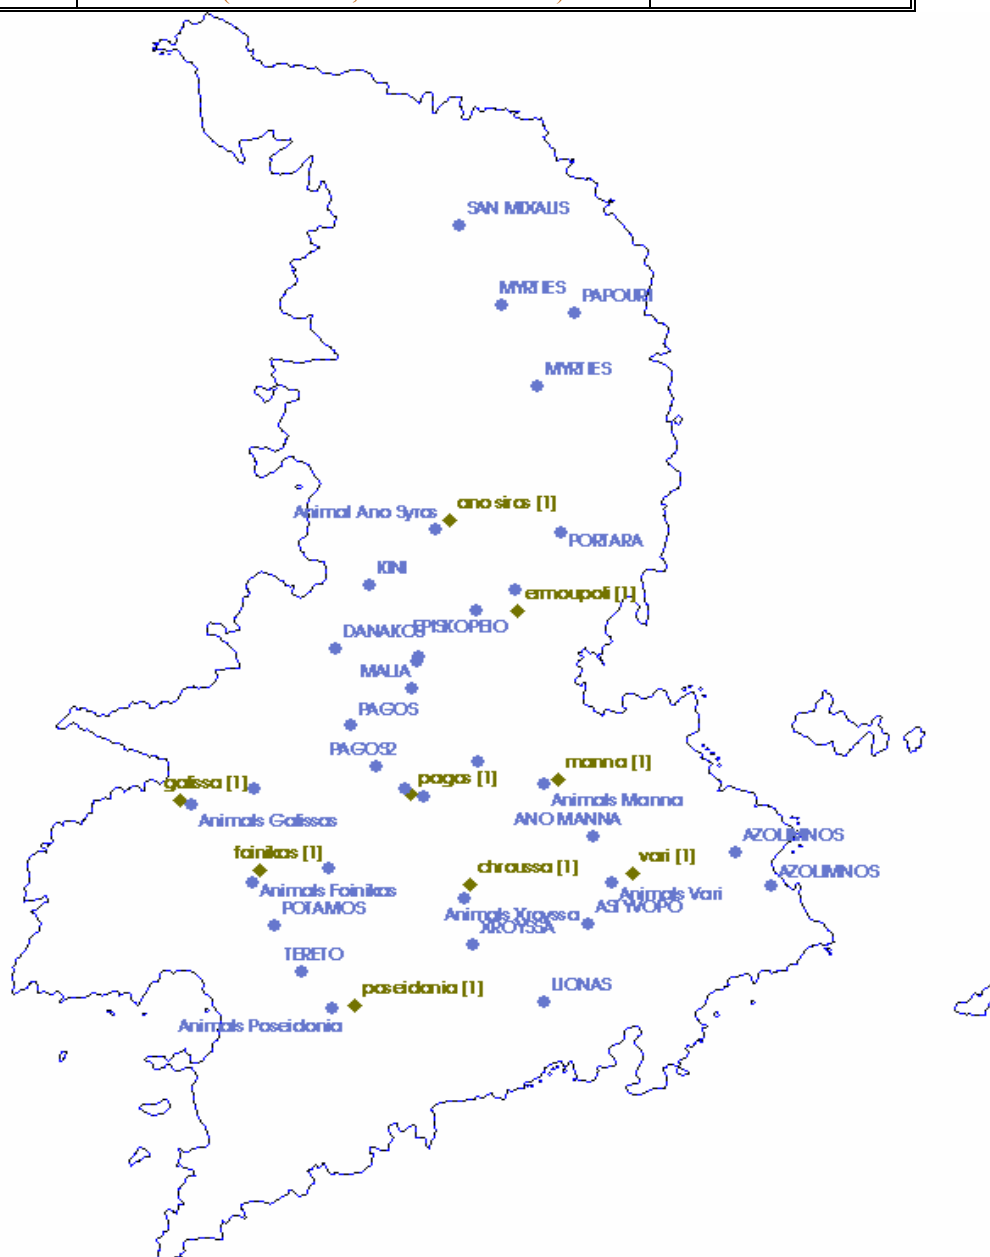 SAN MIXALIS
MYRTIES
PAPOURI
MYRTIES
ano siros [1]
Animal Ano Syros
PORTARA
KINI
ermoupoli [1]
EPISKOPEIO
DANAKOS
MALIA
PAGOS
PAGOS2
manna [1]
pagos [1]
galissa [1]
Animals Manna
Animals Galissas
ANO MANNA
AZOLIMNOS
foinikas [1]
vari [1]
chroussa [1]
AZOLIMNOS
Animals Foinikas
Animals Vari
POTAMOS
ASTYVOPO
Animals Xroyssa
XROYSSA
TERETO
LIONAS
poseidonia [1]
Animals Poseidonia